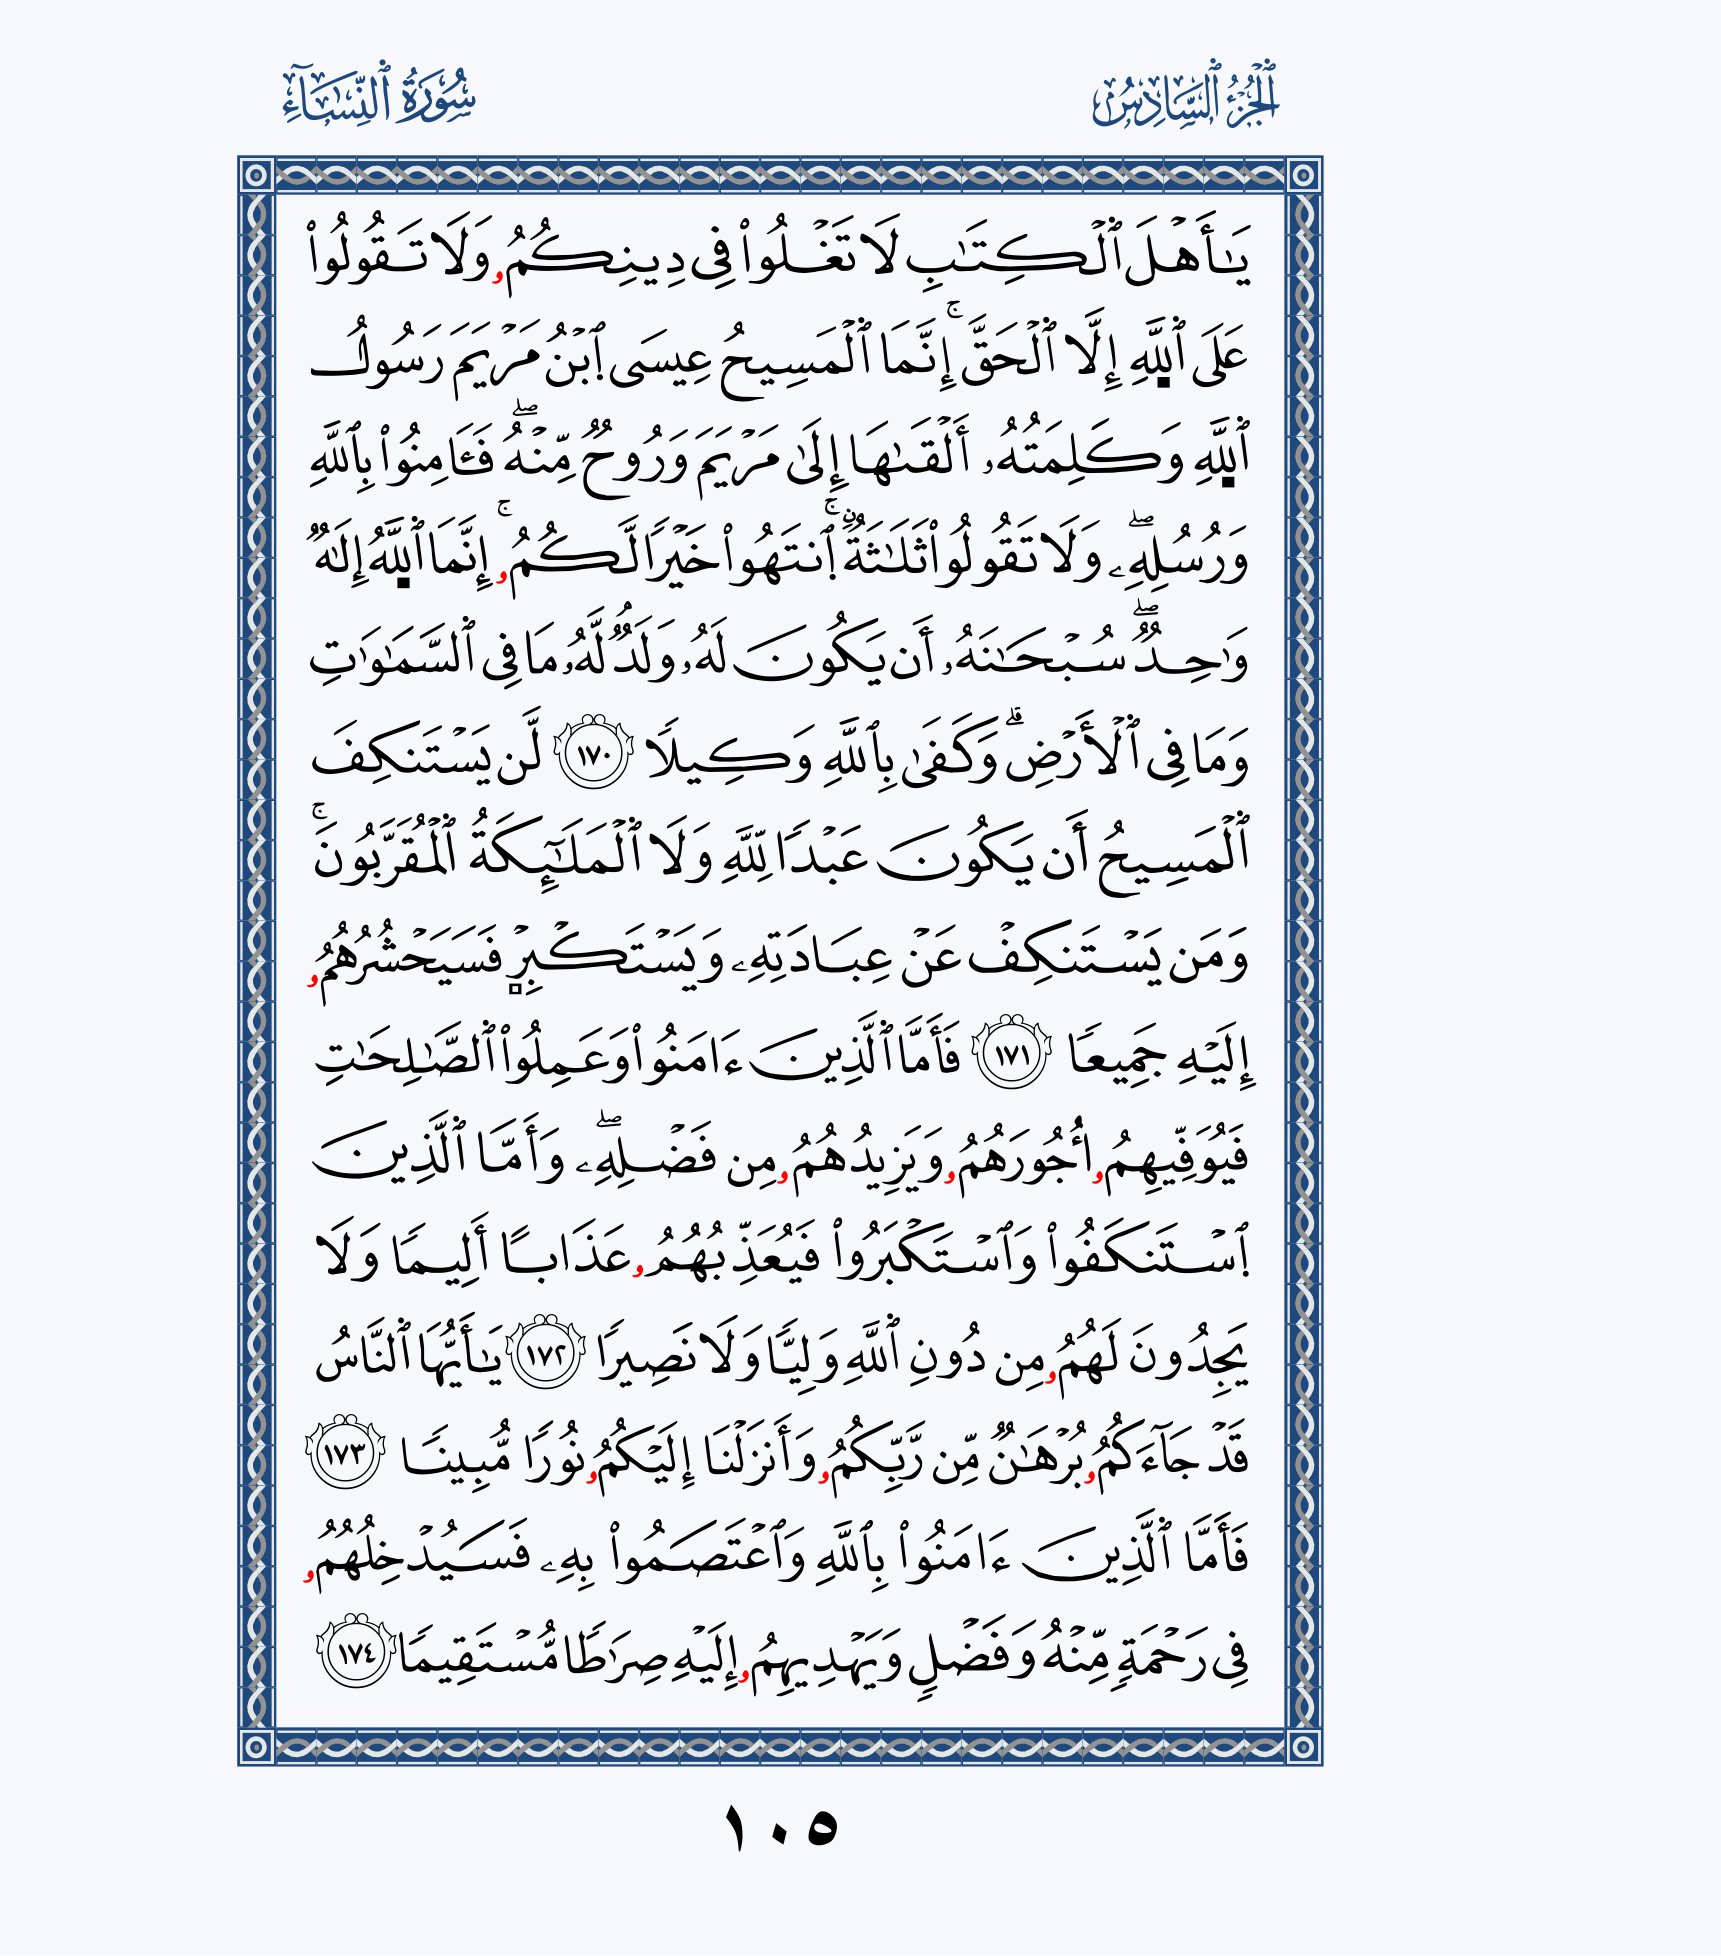 ٱلْجُزْءُ ٱلسَّادِسُ
سُورَةُ ٱلنِّسَآءِ
يَٰٓأَهْلَ ٱلْكِتَٰبِ لَا تَغْلُوا۟ فِى دِينِكُمُۥ وَلَا تَقُولُوا۟
عَلَى ٱللَّهِ إِلَّا ٱلْحَقَّ ۚ إِنَّمَا ٱلْمَسِيحُ عِيسَى ٱبْنُ مَرْيَمَ رَسُولُ
ٱللَّهِ وَكَلِمَتُهُۥ أَلْقَىٰهَا إِلَىٰ مَرْيَمَ وَرُوحٌ مِّنْهُ ۖ فَـَٔامِنُوا۟ بِٱللَّهِ
وَرُسُلِهِۦ ۖ وَلَا تَقُولُوا۟ ثَلَٰثَةٌ ۚ ٱنتَهُوا۟ خَيْرًا لَّكُمُۥ ۚ إِنَّمَا ٱللَّهُ إِلَٰهٌ
وَٰحِدٌ ۖ سُبْحَٰنَهُۥ أَن يَكُونَ لَهُۥ وَلَدٌ لَّهُۥ مَا فِى ٱلسَّمَٰوَٰتِ
وَمَا فِى ٱلْأَرْضِ ۗ وَكَفَىٰ بِٱللَّهِ وَكِيلًا ١٧٠ لَّن يَسْتَنكِفَ
ٱلْمَسِيحُ أَن يَكُونَ عَبْدًا لِّلَّهِ وَلَا ٱلْمَلَٰٓئِكَةُ ٱلْمُقَرَّبُونَ ۚ
وَمَن يَسْتَنكِفْ عَنْ عِبَادَتِهِۦ وَيَسْتَكْبِرْ فَسَيَحْشُرُهُمُۥ
إِلَيْهِ جَمِيعًا ١٧١ فَأَمَّا ٱلَّذِينَ ءَامَنُوا۟ وَعَمِلُوا۟ ٱلصَّٰلِحَٰتِ
فَيُوَفِّيهِمُۥ أُجُورَهُمُۥ وَيَزِيدُهُمُۥ مِن فَضْلِهِۦ ۖ وَأَمَّا ٱلَّذِينَ
ٱسْتَنكَفُوا۟ وَٱسْتَكْبَرُوا۟ فَيُعَذِّبُهُمُۥ عَذَابًا أَلِيمًا وَلَا
يَجِدُونَ لَهُمُۥ مِن دُونِ ٱللَّهِ وَلِيًّا وَلَا نَصِيرًا ١٧٢ يَٰٓأَيُّهَا ٱلنَّاسُ
قَدْ جَآءَكُمُۥ بُرْهَٰنٌ مِّن رَّبِّكُمُۥ وَأَنزَلْنَا إِلَيْكُمُۥ نُورًا مُّبِينًا ١٧٣
فَأَمَّا ٱلَّذِينَ ءَامَنُوا۟ بِٱللَّهِ وَٱعْتَصَمُوا۟ بِهِۦ فَسَيُدْخِلُهُمُۥ
فِى رَحْمَةٍ مِّنْهُ وَفَضْلٍ وَيَهْدِيهِمُۥ إِلَيْهِ صِرَٰطًا مُّسْتَقِيمًا ١٧٤
١٠٥